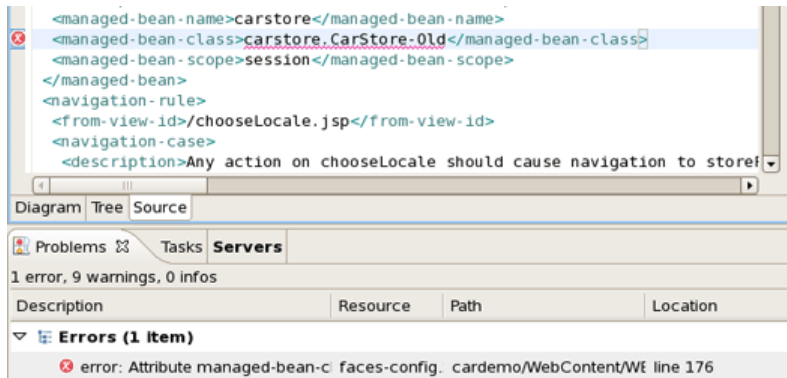 <managed-bean-name>carstore</managed-bean-name>
<managed-bean-class>carstore.CarStore-Old</managed-bean-class>
<managed-bean-scope>session</managed-bean-scope>
</managed-bean>
<navigation-rule>
<from-view-id>/chooseLocale.jsp</from-view-id>
<navigation-case>
<description>Any action on chooseLocale should cause navigation to store
Diagram Tree Source
Problems Tasks Servers
1 error, 9 warnings, 0 infos
Description Resource Path Location
Errors (1 item)
error: Attribute managed-bean-c faces-config. cardemo/WebContent/WE line 176